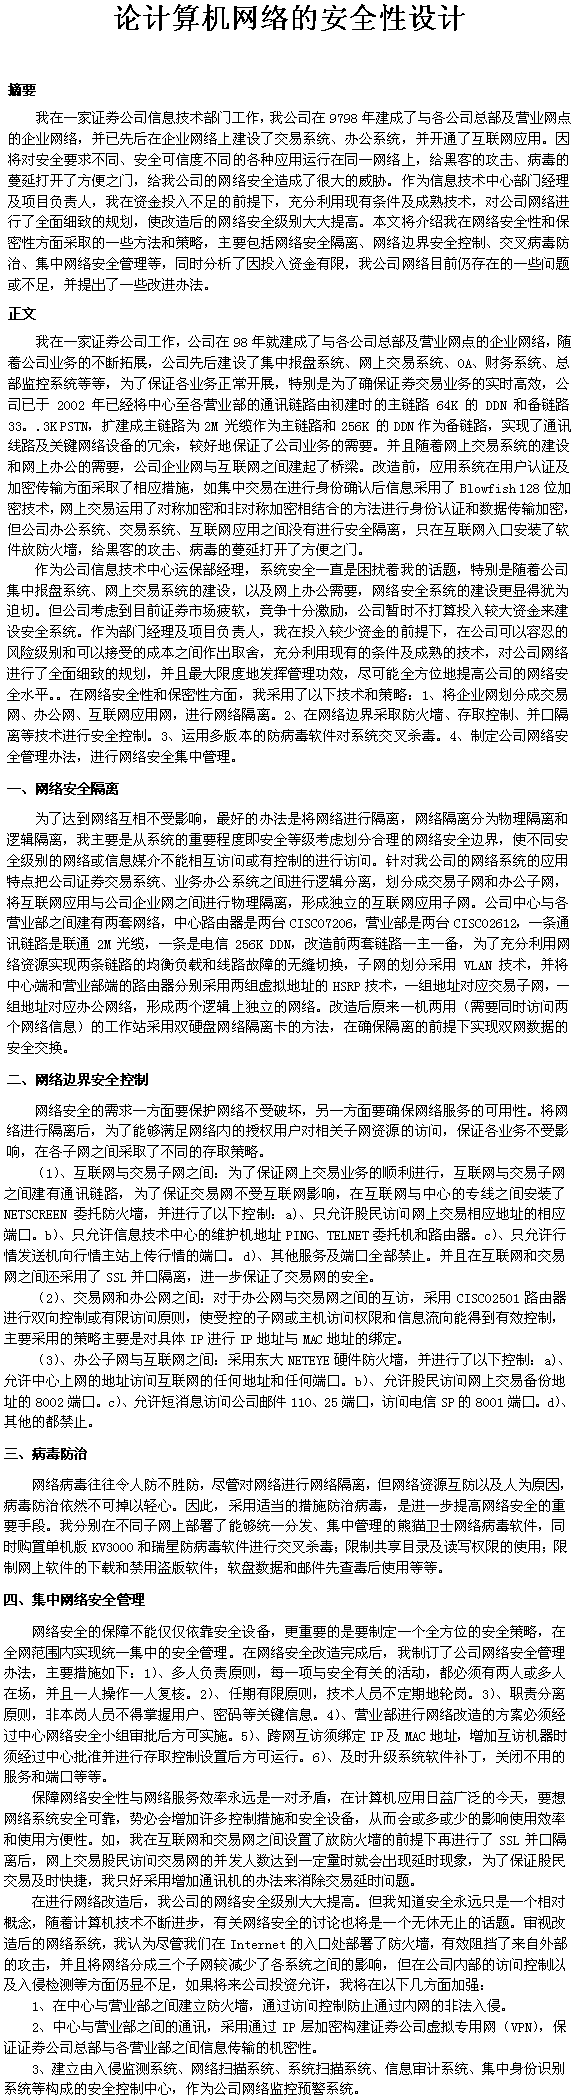 论计算机网络的安全性设计
摘要
我在一家证券公司信息技术部门工作，我公司在9798年建成了与各公司总部及营业网点
的企业网络，并已先后在企业网络上建设了交易系统、办公系统，并开通了互联网应用。因
将对安全要求不同、安全可信度不同的各种应用运行在同一网络上，给黑客的攻击、病毒的
蔓延打开了方便之门，给我公司的网络安全造成了很大的威胁。作为信息技术中心部门经理
及项目负责人，我在资金投入不足的前提下，充分利用现有条件及成熟技术，对公司网络进
行了全面细致的规划，使改造后的网络安全级别大大提高。本文将介绍我在网络安全性和保
密性方面采取的一些方法和策略，主要包括网络安全隔离、网络边界安全控制、交叉病毒防
治、集中网络安全管理等，同时分析了因投入资金有限，我公司网络目前仍存在的一些问题
或不足，并提出了一些改进办法。
正文
我在一家证券公司工作，公司在98年就建成了与各公司总部及营业网点的企业网络，随
着公司业务的不断拓展，公司先后建设了集中报盘系统、网上交易系统、OA、财务系统、总
部监控系统等等，为了保证各业务正常开展，特别是为了确保证券交易业务的实时高效，公
司已于 2002 年已经将中心至各营业部的通讯链路由初建时的主链路 64K 的 DDN 和备链路
33。.3KPSTN，扩建成主链路为2M光缆作为主链路和256K的DDN作为备链路，实现了通讯
线路及关键网络设备的冗余，较好地保证了公司业务的需要。并且随着网上交易系统的建设
和网上办公的需要，公司企业网与互联网之间建起了桥梁。改造前，应用系统在用户认证及
加密传输方面采取了相应措施，如集中交易在进行身份确认后信息采用了Blowfish128位加
密技术，网上交易运用了对称加密和非对称加密相结合的方法进行身份认证和数据传输加密，
但公司办公系统、交易系统、互联网应用之间没有进行安全隔离，只在互联网入口安装了软
件放防火墙，给黑客的攻击、病毒的蔓延打开了方便之门。
作为公司信息技术中心运保部经理，系统安全一直是困扰着我的话题，特别是随着公司
集中报盘系统、网上交易系统的建设，以及网上办公需要，网络安全系统的建设更显得犹为
迫切。但公司考虑到目前证券市场疲软，竞争十分激励，公司暂时不打算投入较大资金来建
设安全系统。作为部门经理及项目负责人，我在投入较少资金的前提下，在公司可以容忍的
风险级别和可以接受的成本之间作出取舍，充分利用现有的条件及成熟的技术，对公司网络
进行了全面细致的规划，并且最大限度地发挥管理功效，尽可能全方位地提高公司的网络安
全水平。。在网络安全性和保密性方面，我采用了以下技术和策略：1、将企业网划分成交易
网、办公网、互联网应用网，进行网络隔离。2、在网络边界采取防火墙、存取控制、并口隔
离等技术进行安全控制。3、运用多版本的防病毒软件对系统交叉杀毒。4、制定公司网络安
全管理办法，进行网络安全集中管理。
一、网络安全隔离
为了达到网络互相不受影响，最好的办法是将网络进行隔离，网络隔离分为物理隔离和
逻辑隔离，我主要是从系统的重要程度即安全等级考虑划分合理的网络安全边界，使不同安
全级别的网络或信息媒介不能相互访问或有控制的进行访问。针对我公司的网络系统的应用
特点把公司证券交易系统、业务办公系统之间进行逻辑分离，划分成交易子网和办公子网，
将互联网应用与公司企业网之间进行物理隔离，形成独立的互联网应用子网。公司中心与各
营业部之间建有两套网络，中心路由器是两台CISCO7206，营业部是两台CISCO2612，一条通
讯链路是联通 2M 光缆，一条是电信 256K DDN，改造前两套链路一主一备，为了充分利用网
络资源实现两条链路的均衡负载和线路故障的无缝切换，子网的划分采用 VLAN 技术，并将
中心端和营业部端的路由器分别采用两组虚拟地址的HSRP技术，一组地址对应交易子网，一
组地址对应办公网络，形成两个逻辑上独立的网络。改造后原来一机两用（需要同时访问两
个网络信息）的工作站采用双硬盘网络隔离卡的方法，在确保隔离的前提下实现双网数据的
安全交换。
二、网络边界安全控制
网络安全的需求一方面要保护网络不受破坏，另一方面要确保网络服务的可用性。将网
络进行隔离后，为了能够满足网络内的授权用户对相关子网资源的访问，保证各业务不受影
响，在各子网之间采取了不同的存取策略。
（1）、互联网与交易子网之间：为了保证网上交易业务的顺利进行，互联网与交易子网
之间建有通讯链路，为了保证交易网不受互联网影响，在互联网与中心的专线之间安装了
NETSCREEN 委托防火墙，并进行了以下控制：a）、只允许股民访问网上交易相应地址的相应
端口。b）、只允许信息技术中心的维护机地址PING、TELNET委托机和路由器。c）、只允许行
情发送机向行情主站上传行情的端口。d）、其他服务及端口全部禁止。并且在互联网和交易
网之间还采用了SSL并口隔离，进一步保证了交易网的安全。
（2）、交易网和办公网之间：对于办公网与交易网之间的互访，采用CISCO2501路由器
进行双向控制或有限访问原则，使受控的子网或主机访问权限和信息流向能得到有效控制，
主要采用的策略主要是对具体IP进行IP地址与MAC地址的绑定。
（3）、办公子网与互联网之间：采用东大NETEYE硬件防火墙，并进行了以下控制：a）、
允许中心上网的地址访问互联网的任何地址和任何端口。b）、允许股民访问网上交易备份地
址的8002端口。c）、允许短消息访问公司邮件110、25端口，访问电信SP的8001端口。d）、
其他的都禁止。
三、病毒防治
网络病毒往往令人防不胜防，尽管对网络进行网络隔离，但网络资源互防以及人为原因，
病毒防治依然不可掉以轻心。因此，采用适当的措施防治病毒，是进一步提高网络安全的重
要手段。我分别在不同子网上部署了能够统一分发、集中管理的熊猫卫士网络病毒软件，同
时购置单机版KV3000和瑞星防病毒软件进行交叉杀毒；限制共享目录及读写权限的使用；限
制网上软件的下载和禁用盗版软件；软盘数据和邮件先查毒后使用等等。
四、集中网络安全管理
网络安全的保障不能仅仅依靠安全设备，更重要的是要制定一个全方位的安全策略，在
全网范围内实现统一集中的安全管理。在网络安全改造完成后，我制订了公司网络安全管理
办法，主要措施如下：1）、多人负责原则，每一项与安全有关的活动，都必须有两人或多人
在场，并且一人操作一人复核。2）、任期有限原则，技术人员不定期地轮岗。3）、职责分离
原则，非本岗人员不得掌握用户、密码等关键信息。4）、营业部进行网络改造的方案必须经
过中心网络安全小组审批后方可实施。5）、跨网互访须绑定IP及MAC地址，增加互访机器时
须经过中心批准并进行存取控制设置后方可运行。6）、及时升级系统软件补丁，关闭不用的
服务和端口等等。
保障网络安全性与网络服务效率永远是一对矛盾，在计算机应用日益广泛的今天，要想
网络系统安全可靠，势必会增加许多控制措施和安全设备，从而会或多或少的影响使用效率
和使用方便性。如，我在互联网和交易网之间设置了放防火墙的前提下再进行了 SSL 并口隔
离后，网上交易股民访问交易网的并发人数达到一定量时就会出现延时现象，为了保证股民
交易及时快捷，我只好采用增加通讯机的办法来消除交易延时问题。
在进行网络改造后，我公司的网络安全级别大大提高。但我知道安全永远只是一个相对
概念，随着计算机技术不断进步，有关网络安全的讨论也将是一个无休无止的话题。审视改
造后的网络系统，我认为尽管我们在Internet的入口处部署了防火墙，有效阻挡了来自外部
的攻击，并且将网络分成三个子网较减少了各系统之间的影响，但在公司内部的访问控制以
及入侵检测等方面仍显不足，如果将来公司投资允许，我将在以下几方面加强：
1、在中心与营业部之间建立防火墙，通过访问控制防止通过内网的非法入侵。
2、中心与营业部之间的通讯，采用通过 IP 层加密构建证券公司虚拟专用网（VPN），保
证证券公司总部与各营业部之间信息传输的机密性。
3、建立由入侵监测系统、网络扫描系统、系统扫描系统、信息审计系统、集中身份识别
系统等构成的安全控制中心，作为公司网络监控预警系统。